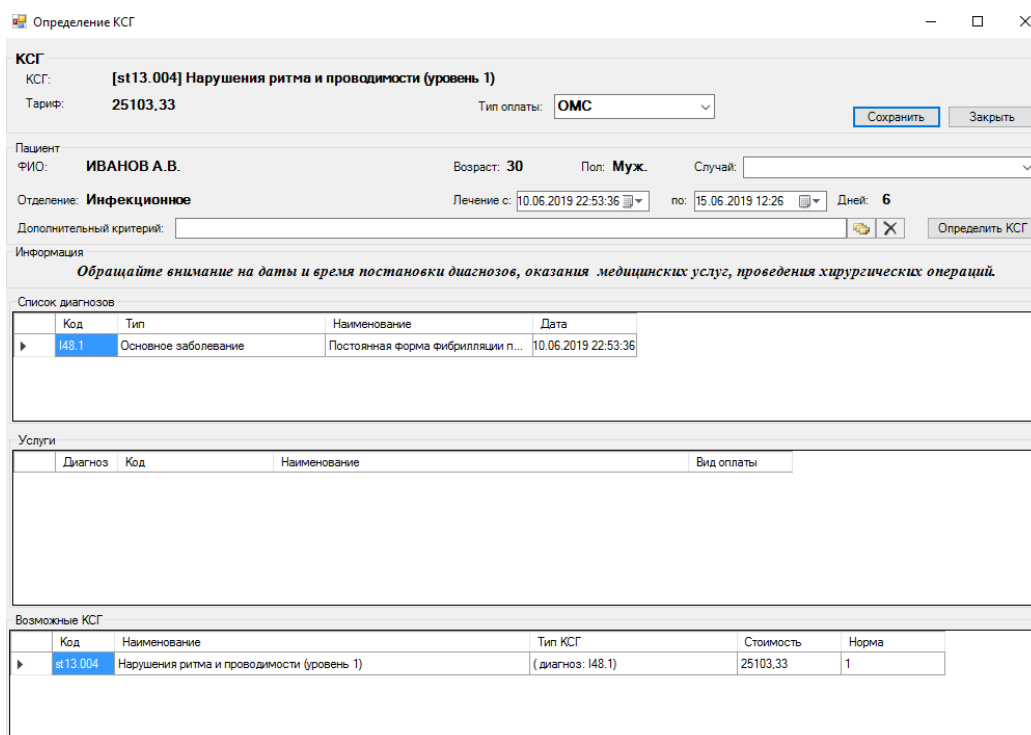 Определение КСГ
КСГ
КСГ: [st13.004] Нарушения ритма и проводимости (уровень 1)
Тариф: 25103,33 Тип оплаты: ОМС Сохранить Закрыть
Пациент
ФИО: ИВАНОВ А.В. Возраст: 30 Пол: Муж. Случай:
Отделение: Инфекционное Лечение с: 10.06.2019 22:53:36 по: 15.06.2019 12:26 Дней: 6
Дополнительный критерий: Определить КСГ
Информация
Обращайте внимание на даты и время постановки диагнозов, оказания медицинских услуг, проведения хирургических операций.
Список диагнозов
Код Тип Наименование Дата
I48.1 Основное заболевание Постоянная форма фибрилляции п... 10.06.2019 22:53:36
Услуги
Диагноз Код Наименование Вид оплаты
Возможные КСГ
Код Наименование Тип КСГ Стоимость Норма
st13.004 Нарушения ритма и проводимости (уровень 1) ( диагноз: I48.1) 25103,33 1